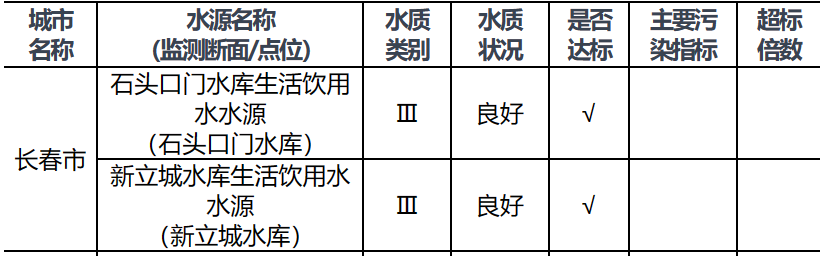 城市名称
水源名称
(监测断面/点位)
水质类别
水质状况
是否达标
主要污染指标
超标倍数
长春市
石头口门水库生活饮用
水水源
（石头口门水库）
Ⅲ
良好
√
新立城水库生活饮用水
水源
（新立城水库）
Ⅲ
良好
√